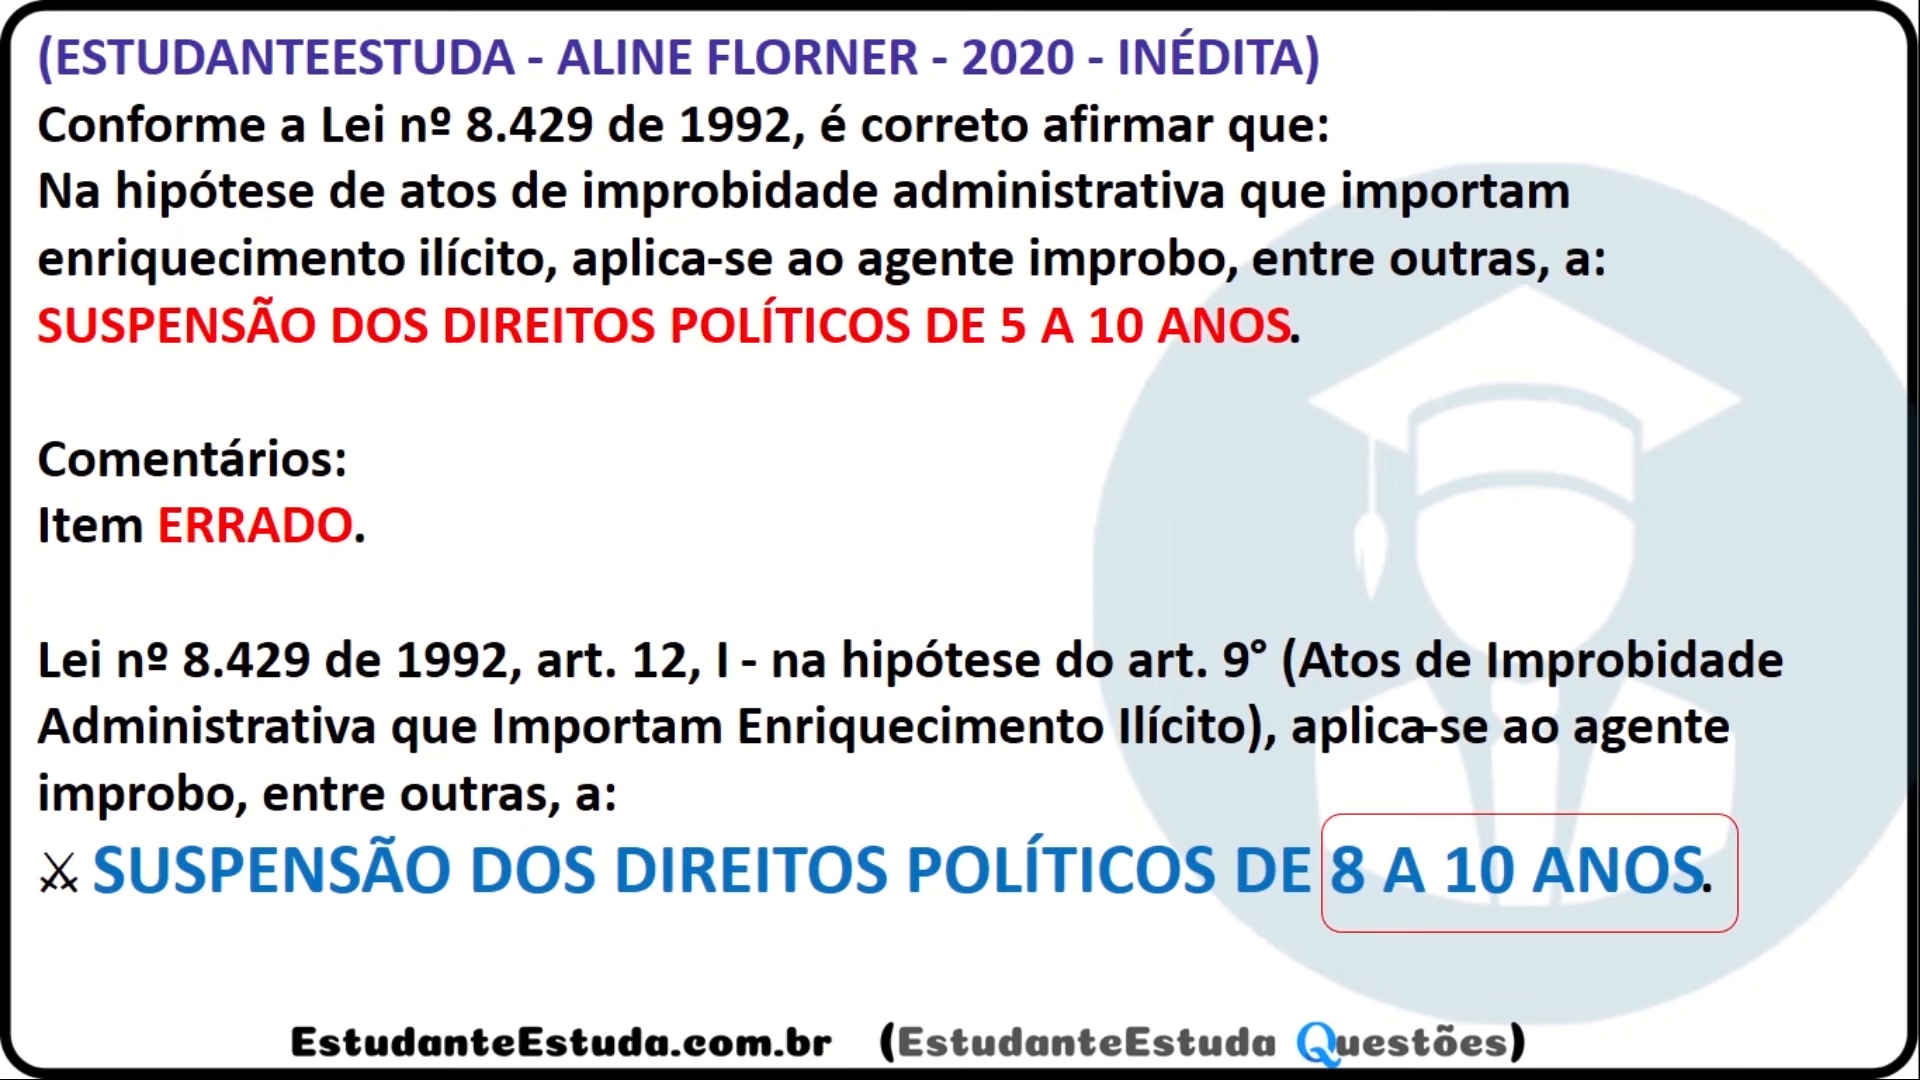 (ESTUDANTEESTUDA - ALINE FLORNER - 2020 - INÉDITA)
Conforme a Lei nº 8.429 de 1992, é correto afirmar que:
Na hipótese de atos de improbidade administrativa que importam
enriquecimento ilícito, aplica-se ao agente improbo, entre outras, a:
SUSPENSÃO DOS DIREITOS POLÍTICOS DE 5 A 10 ANOS.
Comentários:
Item ERRADO.
Lei nº 8.429 de 1992, art. 12, I - na hipótese do art. 9° (Atos de Improbidade
Administrativa que Importam Enriquecimento Ilícito), aplica-se ao agente
improbo, entre outras, a:
⚔ SUSPENSÃO DOS DIREITOS POLÍTICOS DE 8 A 10 ANOS.
EstudanteEstuda.com.br (EstudanteEstuda Questões)